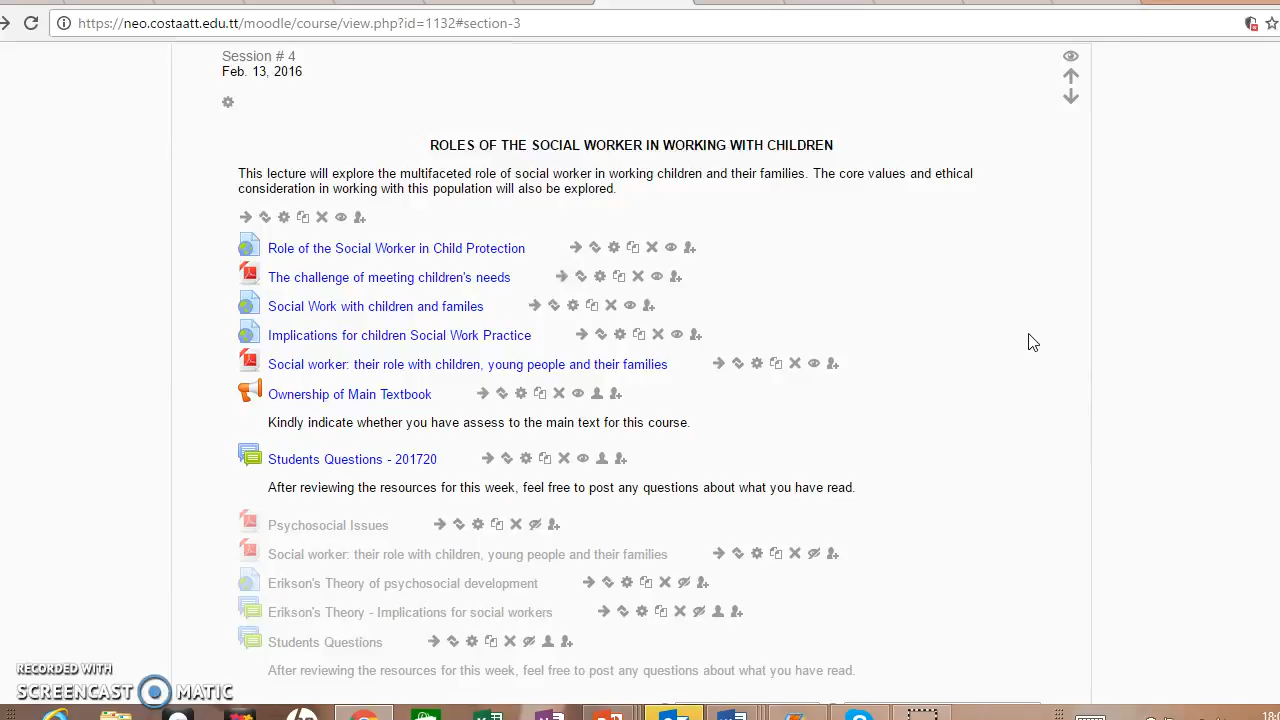 https://neo.costaatt.edu.tt/moodle/course/view.php?id=1132#section-3
Session # 4
Feb. 13, 2016
ROLES OF THE SOCIAL WORKER IN WORKING WITH CHILDREN
This lecture will explore the multifaceted role of social worker in working children and their families. The core values and ethical
consideration in working with this population will also be explored.
Role of the Social Worker in Child Protection
The challenge of meeting children's needs
Social Work with children and familes
Implications for children Social Work Practice
Social worker: their role with children, young people and their families
Ownership of Main Textbook
Kindly indicate whether you have assess to the main text for this course.
Students Questions - 201720
After reviewing the resources for this week, feel free to post any questions about what you have read.
Psychosocial Issues
Social worker: their role with children, young people and their families
Erikson's Theory of psychosocial development
Erikson's Theory - Implications for social workers
Students Questions
After reviewing the resources for this week, feel free to post any questions about what you have read.
RECORDED WITH
SCREENCAST MATIC